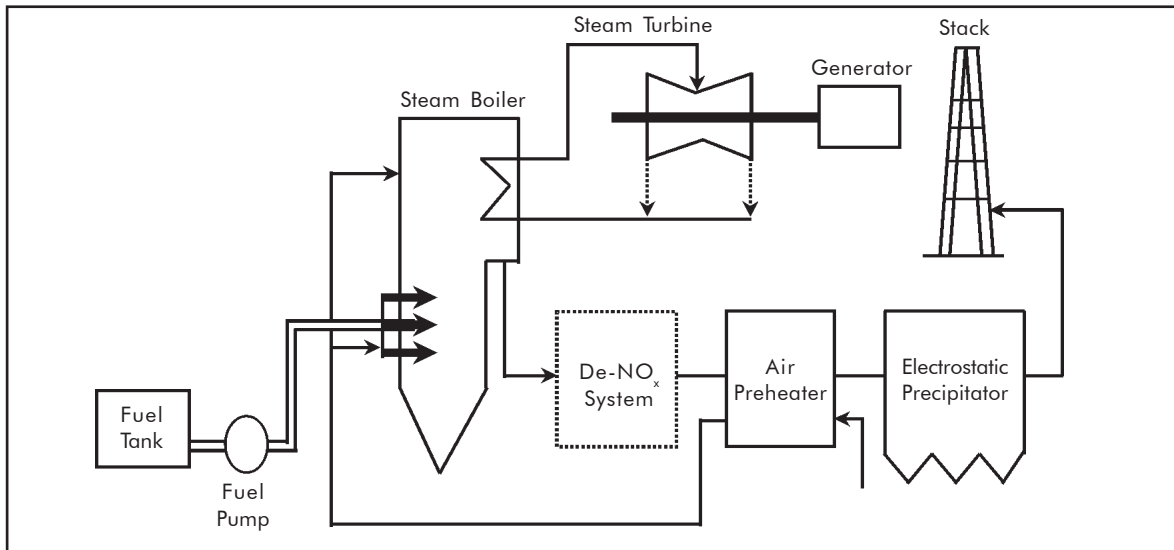 Steam Turbine
Stack
Generator
Steam Boiler
De-NOx
System
Air
Preheater
Electrostatic
Precipitator
Fuel
Tank
Fuel
Pump